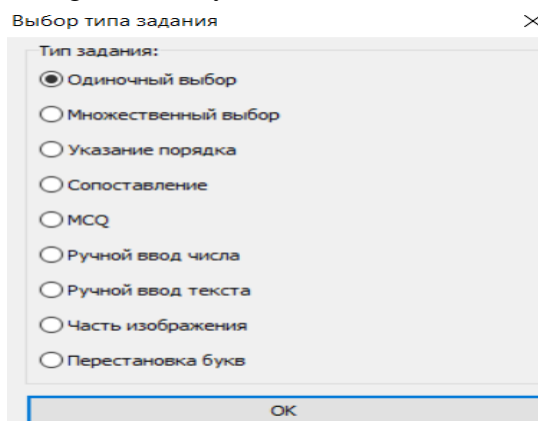 Выбор типа задания
Тип задания:
Одиночный выбор
Множественный выбор
Указание порядка
Сопоставление
MCQ
Ручной ввод числа
Ручной ввод текста
Часть изображения
Перестановка букв
OK